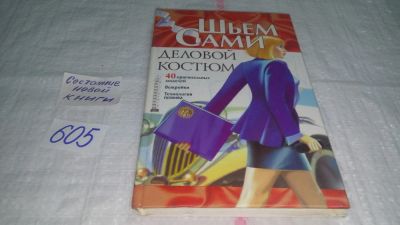 Состояние
новой
книги
605
Шьем
Сами
ДЕЛОВОЙ
КОСТЮМ
40 оригинальных
моделей
Выкройки
Технология
пошива